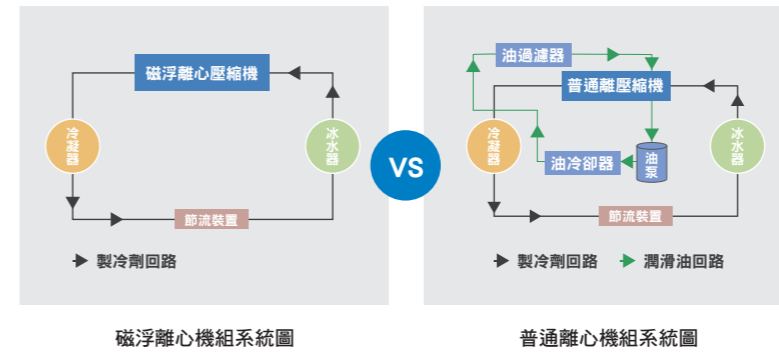 磁浮離心壓縮機
冷凝器
冰水器
節流裝置
製冷劑回路
磁浮離心機組系統圖
VS
油過濾器
普通離壓縮機
冷凝器
油冷卻器
油泵
冰水器
節流裝置
製冷劑回路
潤滑油回路
普通離心機組系統圖